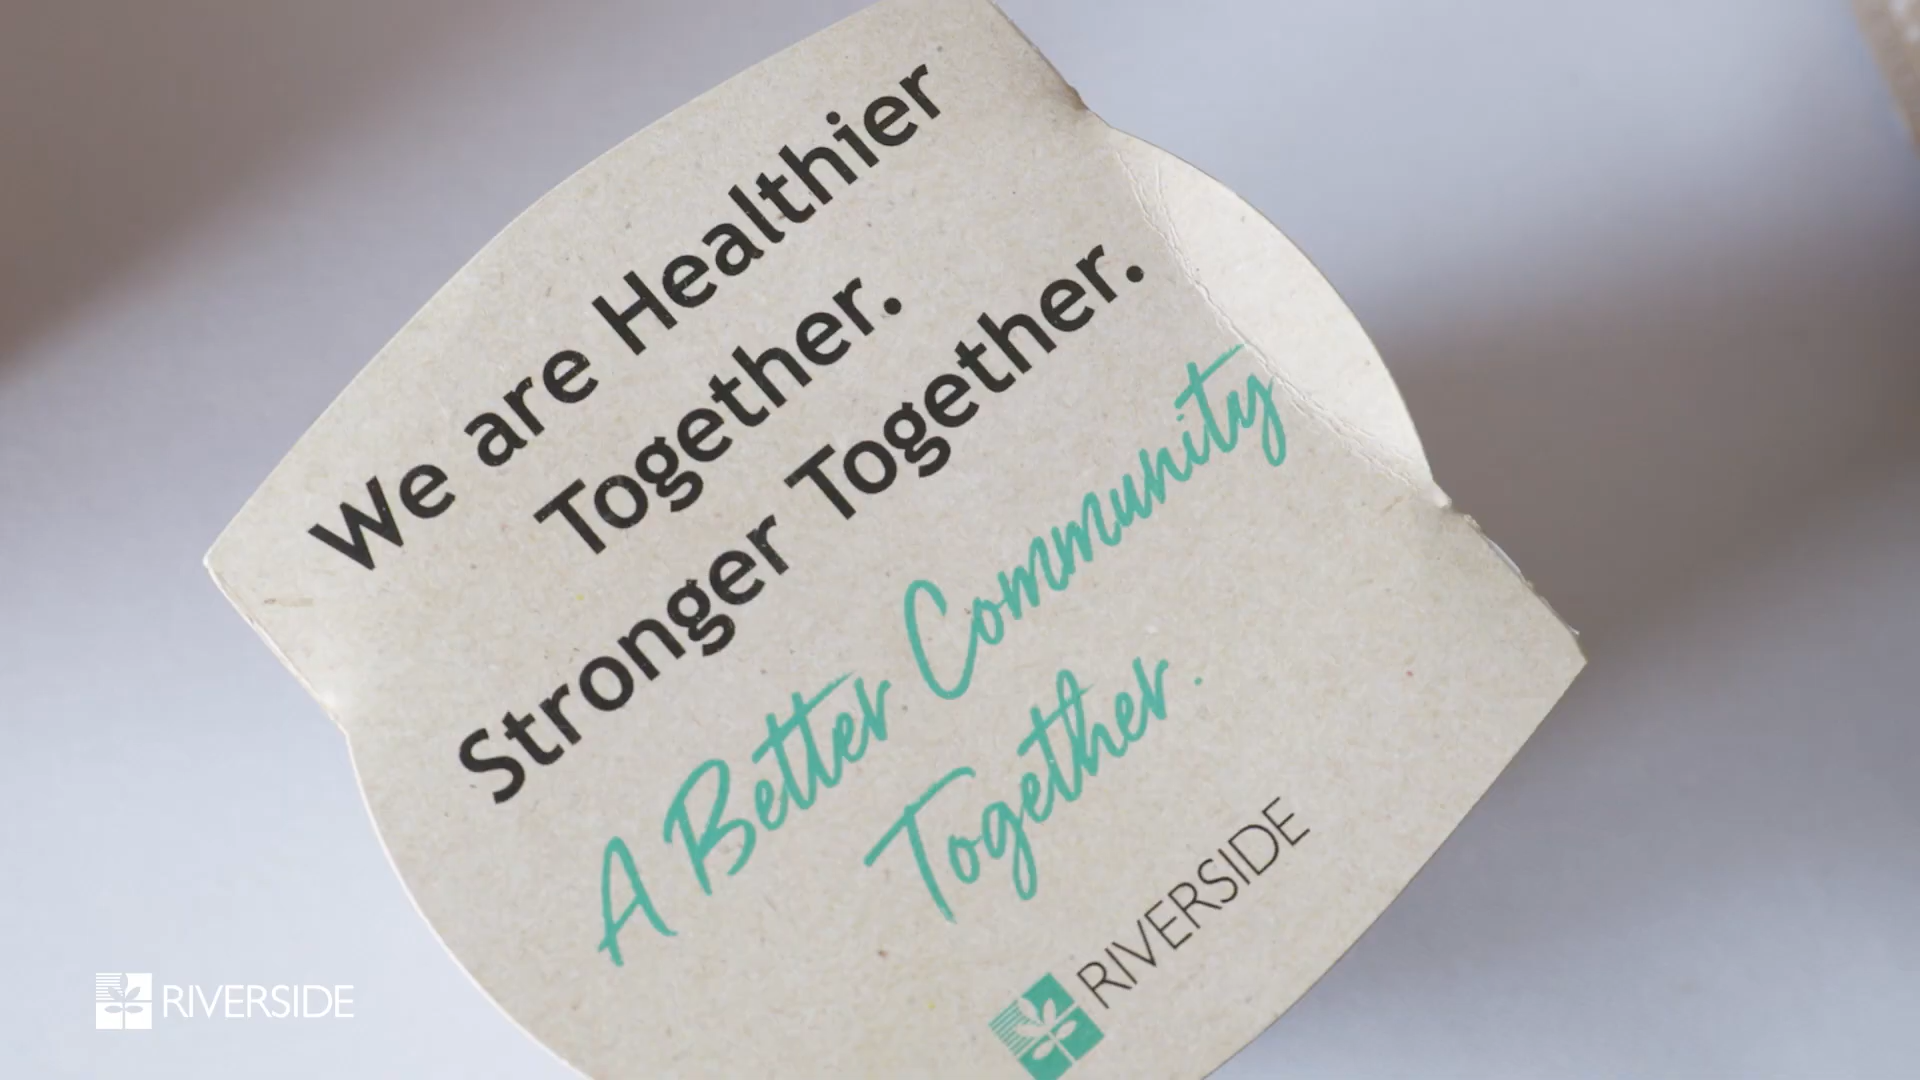 We are Healthier
Together.
Stronger Together.
A Better Community
Together.
RIVERSIDE
RIVERSIDE